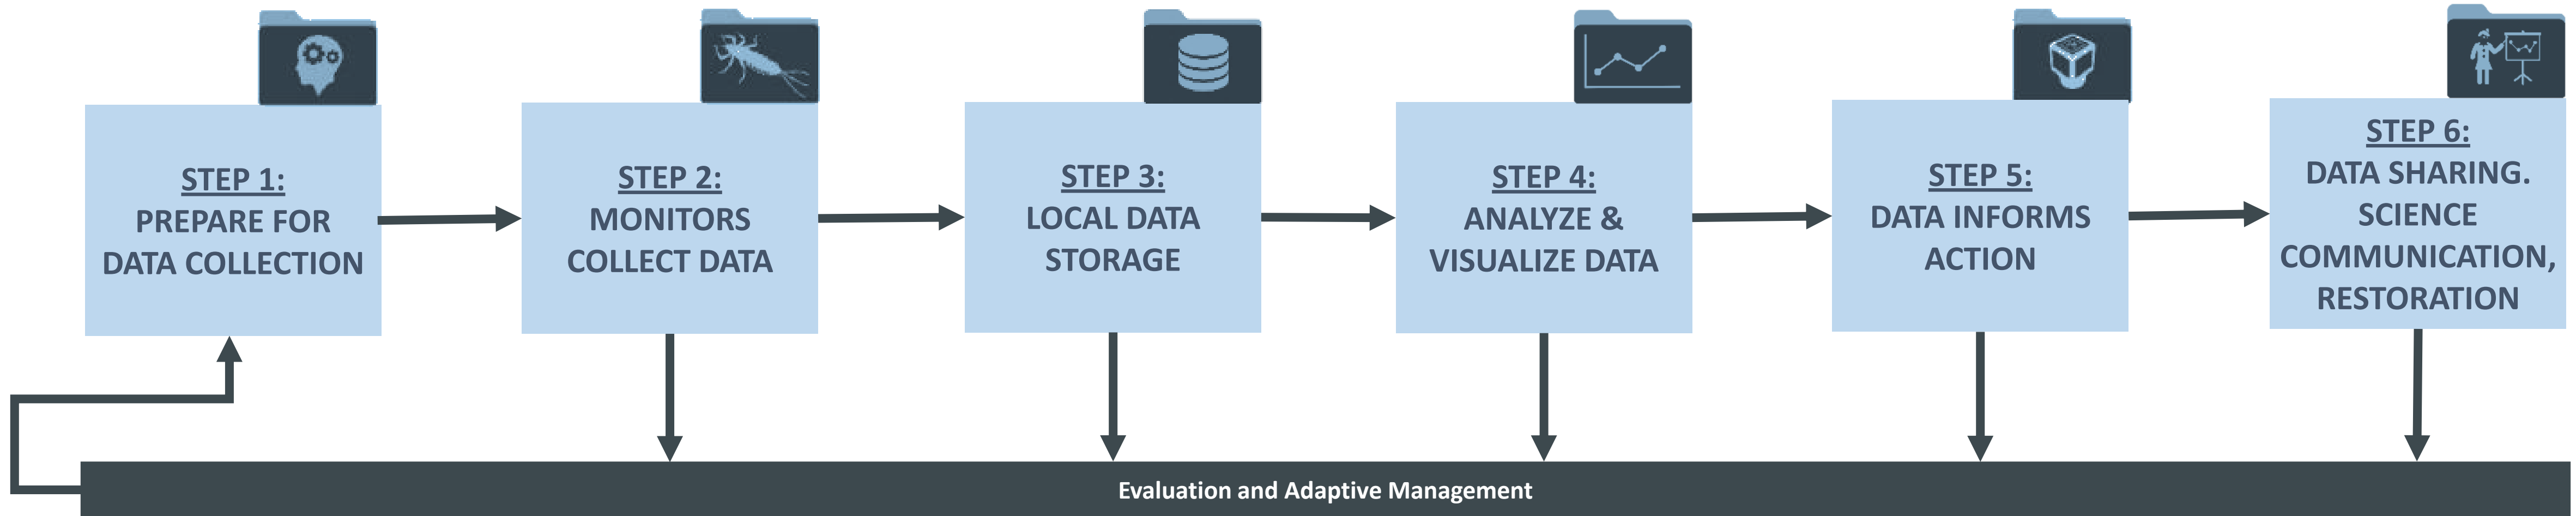 STEP 1:
PREPARE FOR
DATA COLLECTION
STEP 2:
MONITORS
COLLECT DATA
STEP 3:
LOCAL DATA
STORAGE
STEP 4:
ANALYZE &
VISUALIZE DATA
STEP 5:
DATA INFORMS
ACTION
STEP 6:
DATA SHARING.
SCIENCE
COMMUNICATION,
RESTORATION
Evaluation and Adaptive Management